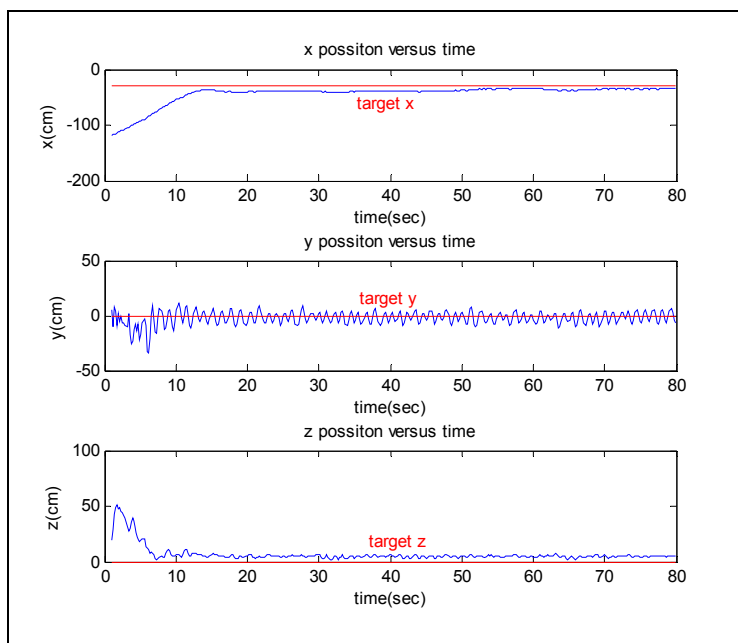 x possiton versus time
0
-100
-200
x(cm)
target x
0 10 20 30 40 50 60 70 80
time(sec)
y possiton versus time
50
0
-50
y(cm)
target y
0 10 20 30 40 50 60 70 80
time(sec)
z possiton versus time
100
50
0
z(cm)
target z
0 10 20 30 40 50 60 70 80
time(sec)